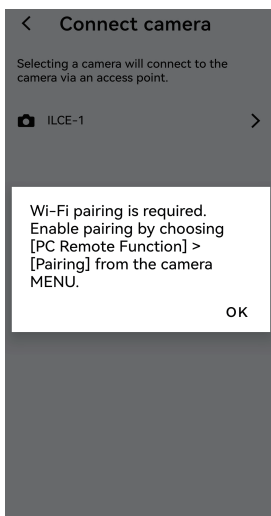 Connect camera
Selecting a camera will connect to the
camera via an access point.
ILCE-1
Wi-Fi pairing is required.
Enable pairing by choosing
[PC Remote Function] >
[Pairing] from the camera
MENU.
OK